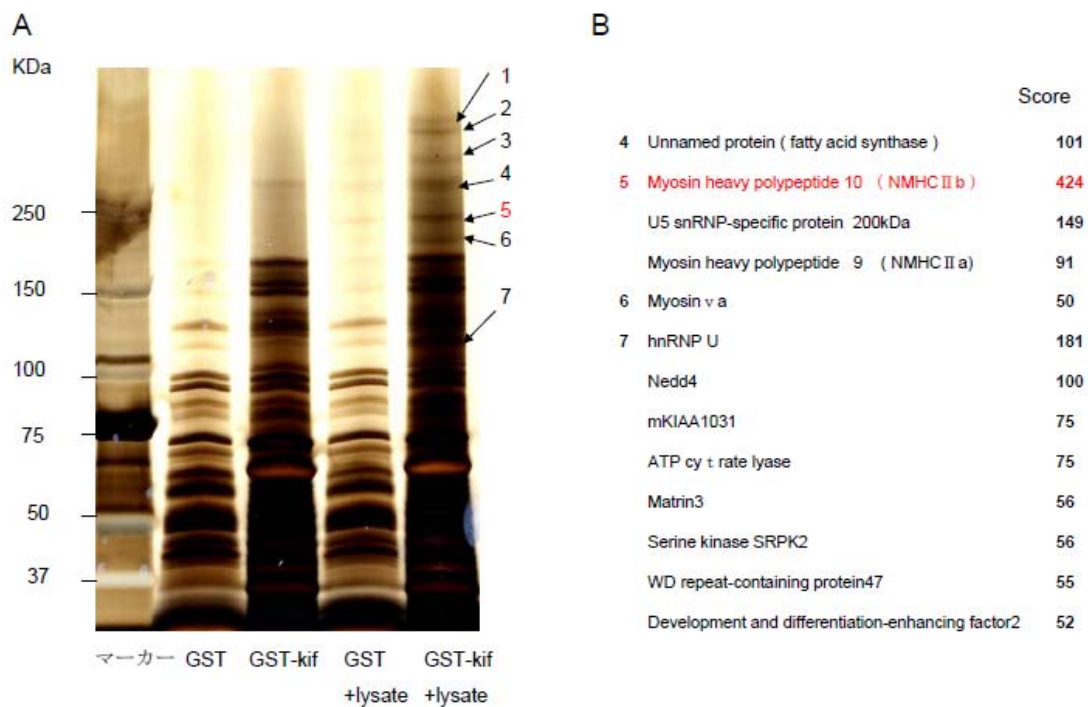 A
KDa
250
150
100
75
50
37
1
2
3
4
5
6
7
マーカー GST GST-kif GST GST-kif
+lysate +lysate
B
Score
4 Unnamed protein ( fatty acid synthase ) 101
5 Myosin heavy polypeptide 10 ( NMHCⅡb ) 424
U5 snRNP-specific protein 200kDa 149
Myosin heavy polypeptide 9 ( NMHCⅡa ) 91
6 Myosin v a 50
7 hnRNP U 181
Nedd4 100
mKIAA1031 75
ATP cy t rate lyase 75
Matrin3 56
Serine kinase SRPK2 56
WD repeat-containing protein47 55
Development and differentiation-enhancing factor2 52